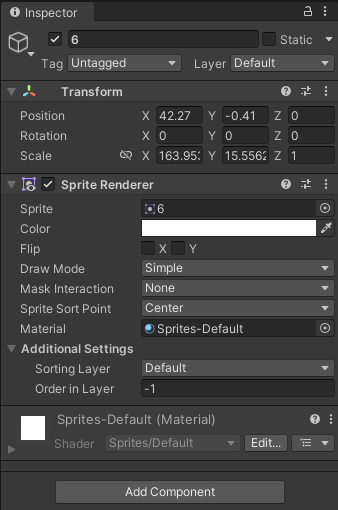 Inspector
6
Static
Tag Untagged Layer Default
Transform
Position X 42.27 Y -0.41 Z 0
Rotation X 0 Y 0 Z 0
Scale X 163.953 Y 15.5562 Z 1
Sprite Renderer
Sprite 6
Color
Flip X Y
Draw Mode Simple
Mask Interaction None
Sprite Sort Point Center
Material Sprites-Default
Additional Settings
Sorting Layer Default
Order in Layer -1
Sprites-Default (Material)
Shader Sprites/Default Edit...
Add Component